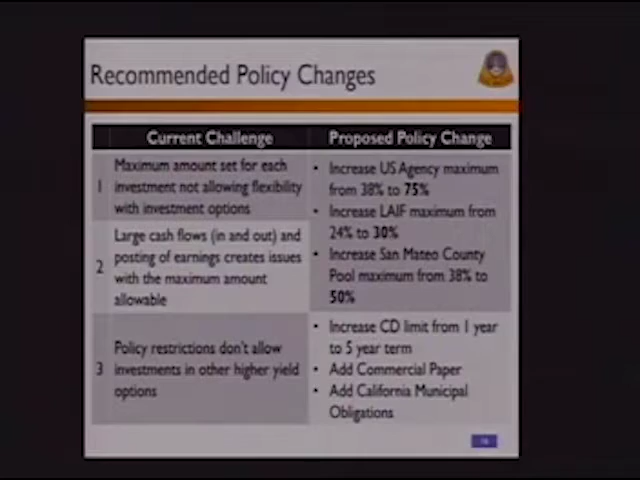 Recommended Policy Changes
Current Challenge
Proposed Policy Change
1
Maximum amount set for each
investment not allowing flexibility
with investment options
2
Large cash flows (in and out) and
posting of earnings creates issues
with the maximum amount
allowable
• Increase US Agency maximum
from 38% to 75%
• Increase LAIF maximum from
24% to 30%
• Increase San Mateo County
Pool maximum from 38% to
50%
3
Policy restrictions don't allow
investments in other higher yield
options
• Increase CD limit from 1 year
to 5 year term
• Add Commercial Paper
• Add California Municipal
Obligations